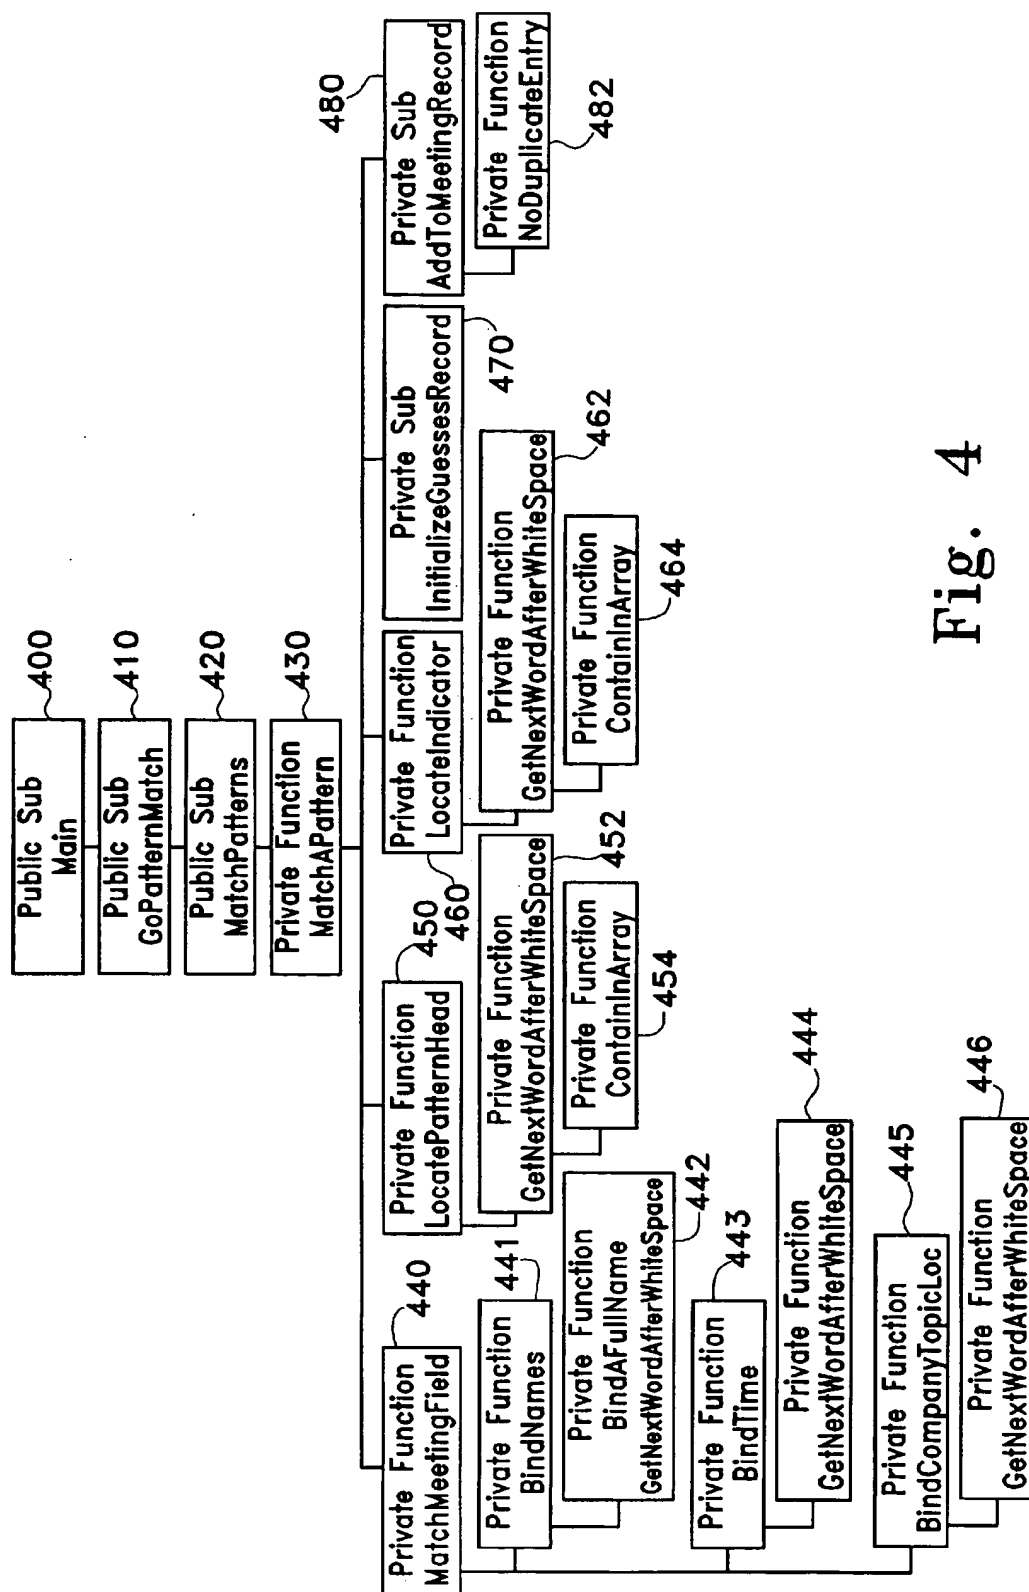 Public Sub
Main
400
Public Sub
GoPatternMatch
410
Public Sub
MatchPatterns
420
Private Function
MatchAPattern
430
Private Function
MatchMeetingField
440
Private Function
BindNames
441
Private Function
BindAFullName
GetNextWordAfterWhiteSpace
442
Private Function
BindTime
443
Private Function
GetNextWordAfterWhiteSpace
444
Private Function
BindCompanyTopicLoc
445
Private Function
GetNextWordAfterWhiteSpace
446
Private Function
LocatePatternHead
450
Private Function
GetNextWordAfterWhiteSpace
452
Private Function
ContainInArray
454
Private Function
LocateIndicator
460
Private Function
GetNextWordAfterWhiteSpace
462
Private Function
ContainInArray
464
Private Sub
InitializeGuessesRecord
470
Private Sub
AddToMeetingRecord
480
Private Function
NoDuplicateEntry
482
Fig. 4